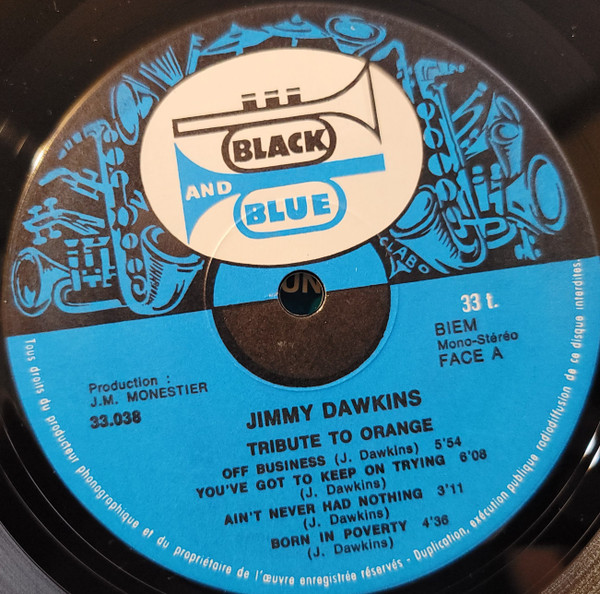 BLACK
AND
BLUE
CLABO
UN
33 t.
BIEM
Mono-Stéréo
FACE A
Production :
J.M. MONESTIER
33.038
JIMMY DAWKINS
TRIBUTE TO ORANGE
OFF BUSINESS (J. Dawkins) 5'54
YOU'VE GOT TO KEEP ON TRYING 6'08
(J. Dawkins)
AIN'T NEVER HAD NOTHING 3'11
(J. Dawkins)
BORN IN POVERTY 4'36
(J. Dawkins)
Tous droits du producteur phonographique et du propriétaire de l'œuvre enregistrée réservés - Duplication, exécution publique radiodiffusion de ce disque interdites.